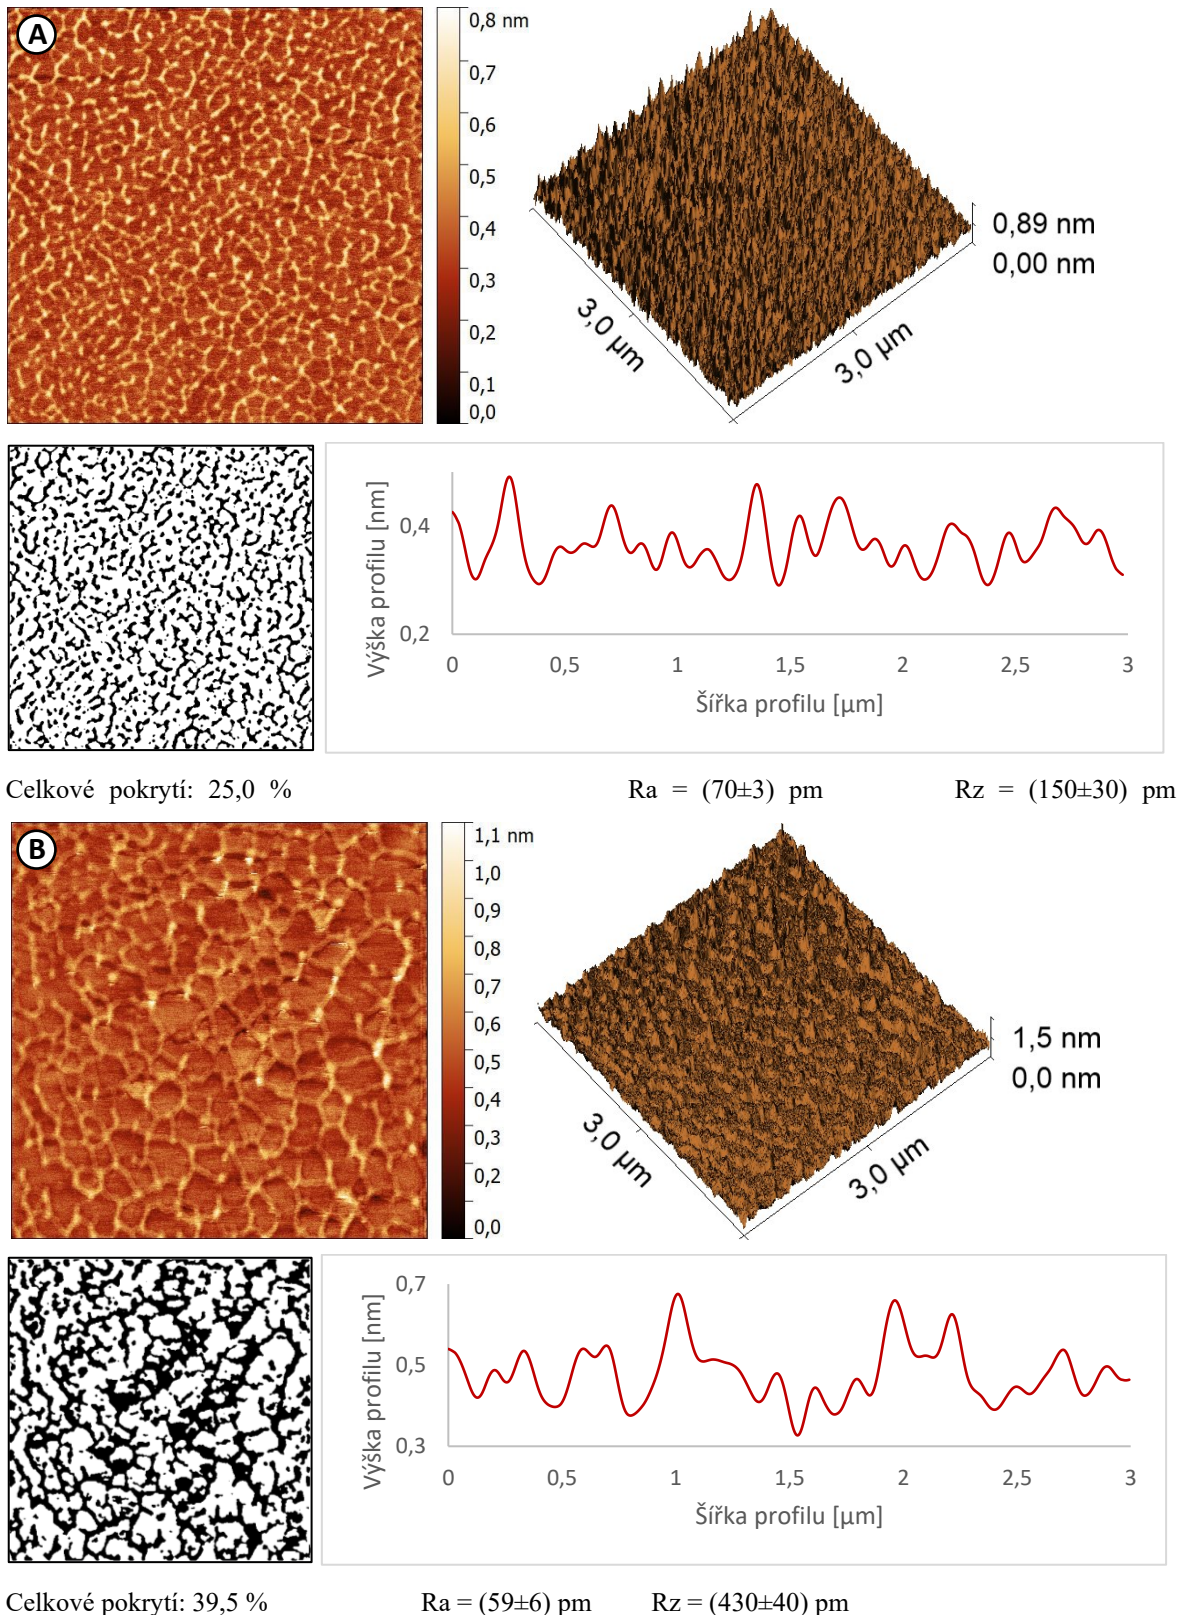 A
0,8 nm
0,7
0,6
0,5
0,4
0,3
0,2
0,1
0,0
0,89 nm
0,00 nm
3,0 µm
3,0 µm
Výška profilu [nm]
0,4
0,2
0
0,5
1
1,5
2
2,5
3
Šířka profilu [µm]
Celkové pokrytí: 25,0 %
Ra = (70±3) pm
Rz = (150±30) pm
B
1,1 nm
1,0
0,9
0,8
0,7
0,6
0,5
0,4
0,3
0,2
0,0
1,5 nm
0,0 nm
3,0 µm
3,0 µm
Výška profilu [nm]
0,7
0,5
0,3
0
0,5
1
1,5
2
2,5
3
Šířka profilu [µm]
Celkové pokrytí: 39,5 %
Ra = (59±6) pm
Rz = (430±40) pm